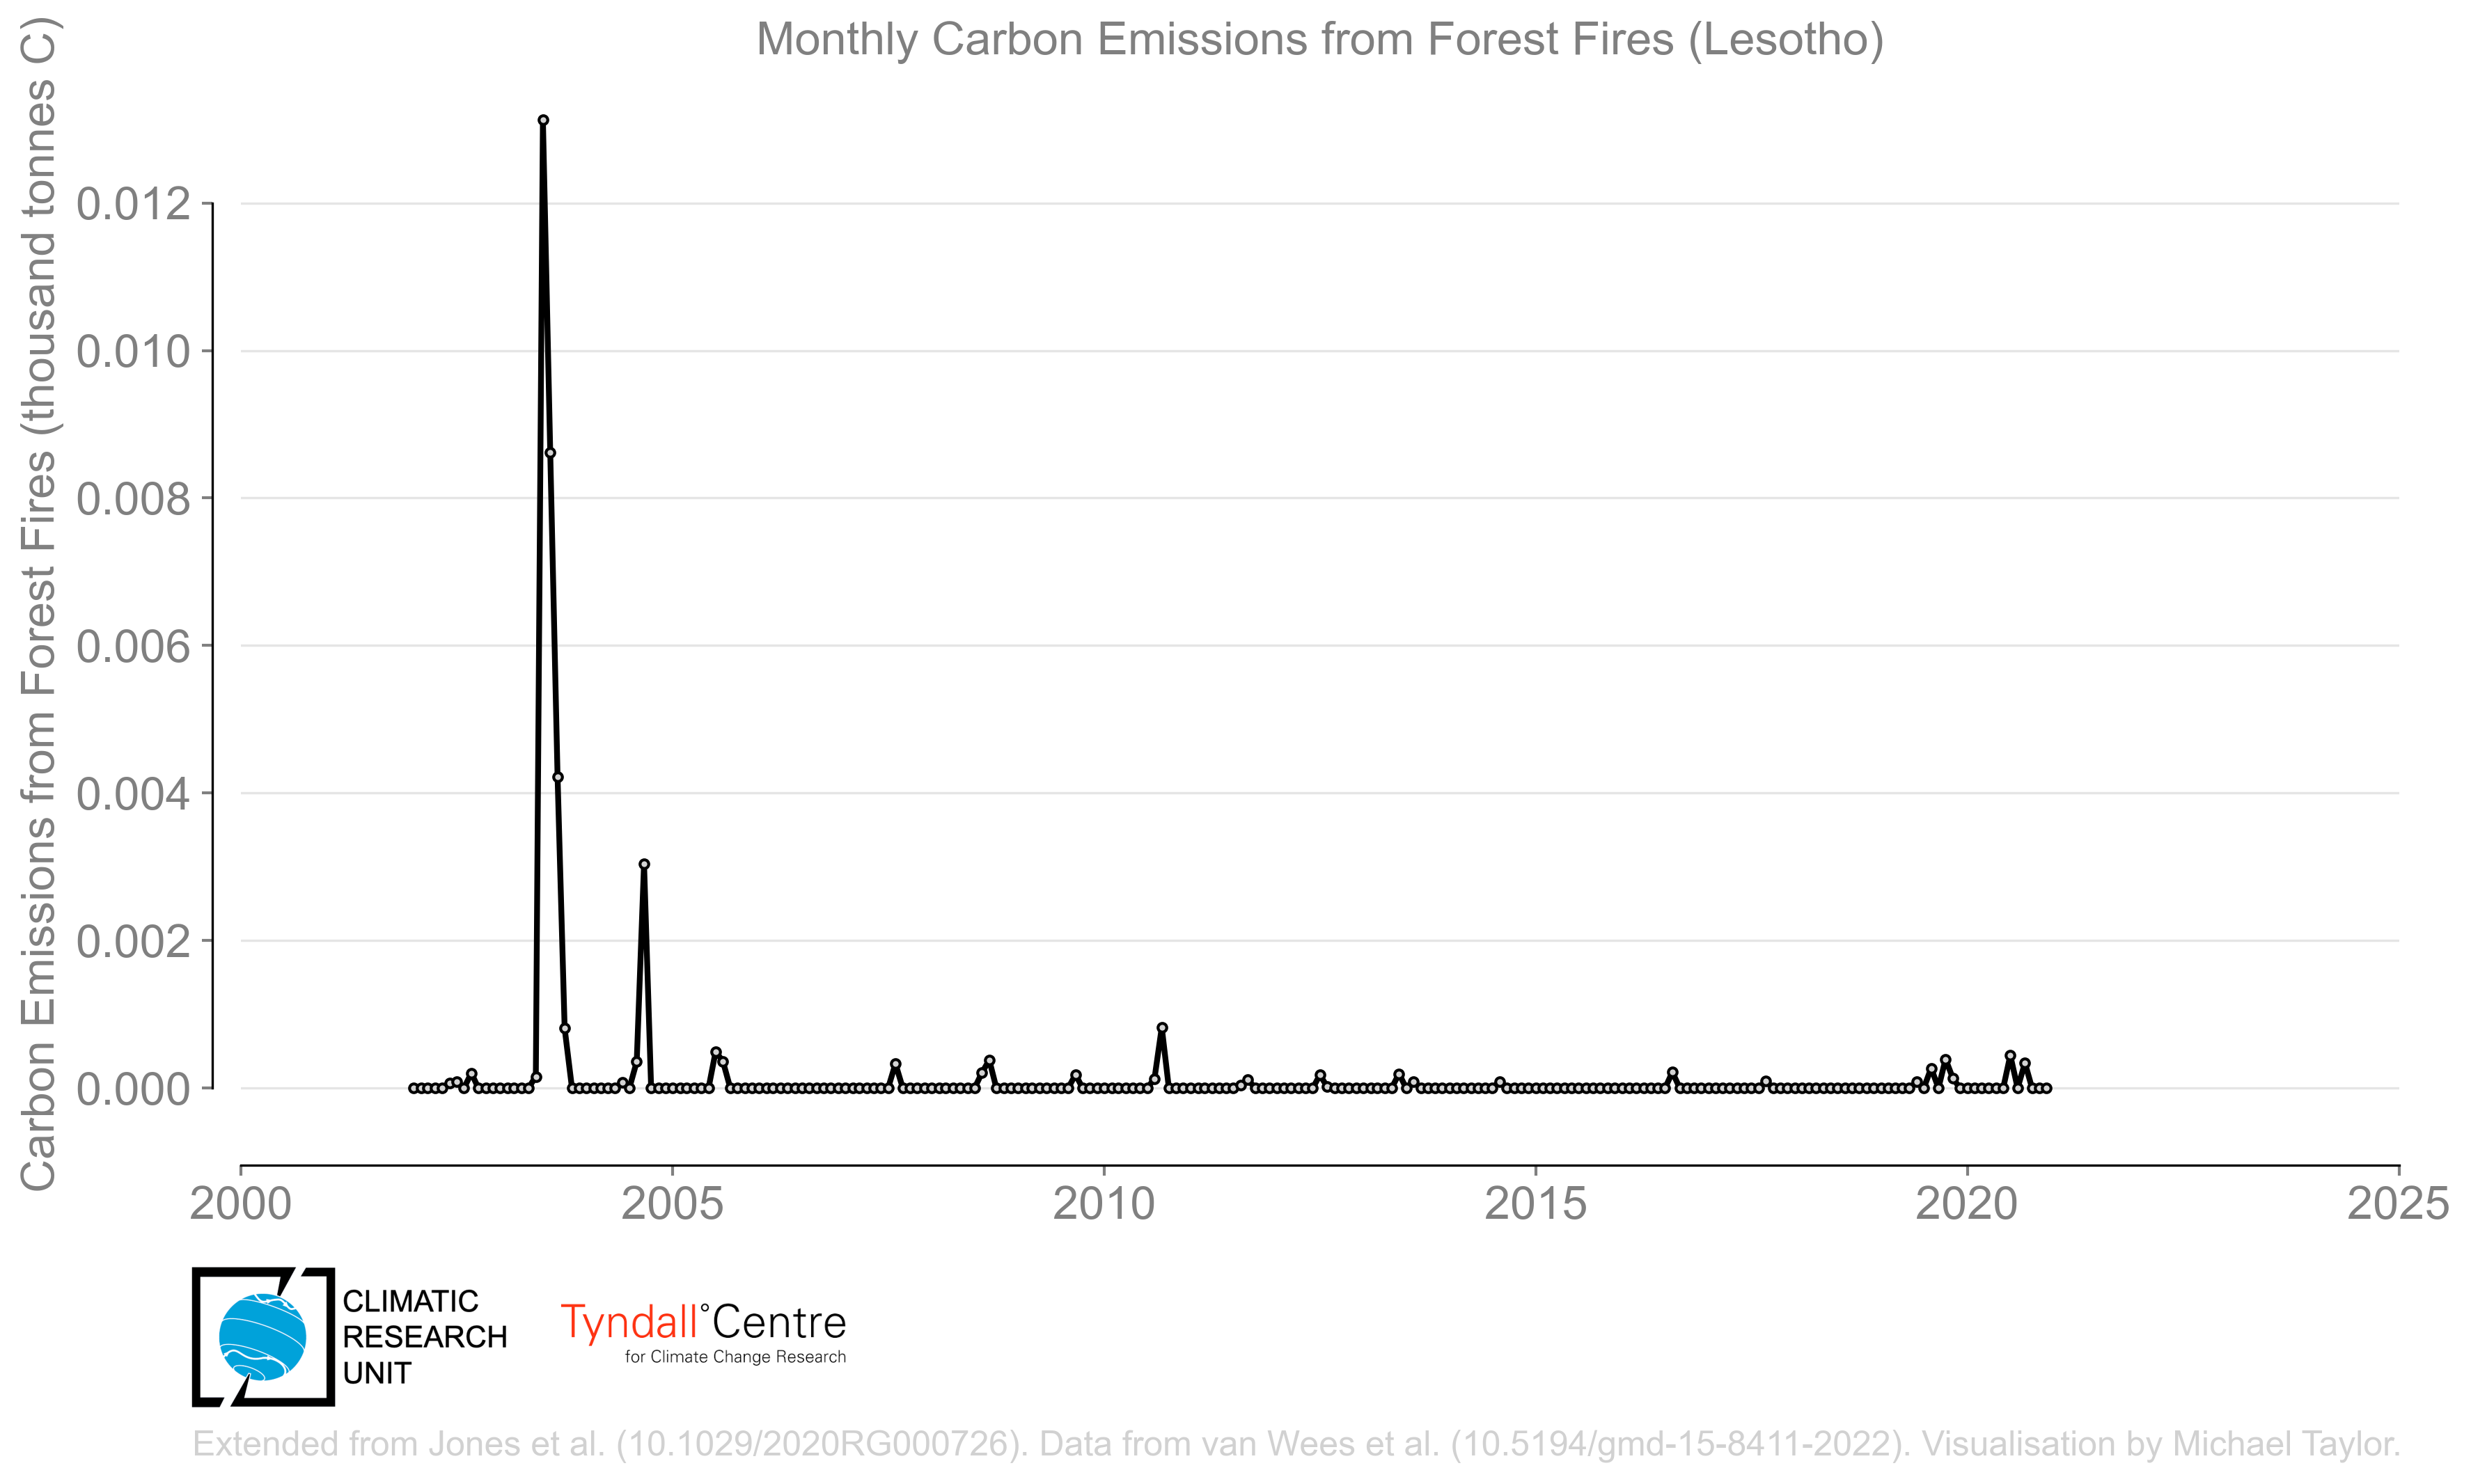 Monthly Carbon Emissions from Forest Fires (Lesotho)
Carbon Emissions from Forest Fires (thousand tonnes C)
0.012
0.010
0.008
0.006
0.004
0.002
0.000
2000 2005 2010 2015 2020 2025
CLIMATIC
RESEARCH
UNIT
Tyndall°Centre
for Climate Change Research
Extended from Jones et al. (10.1029/2020RG000726). Data from van Wees et al. (10.5194/gmd-15-8411-2022). Visualisation by Michael Taylor.